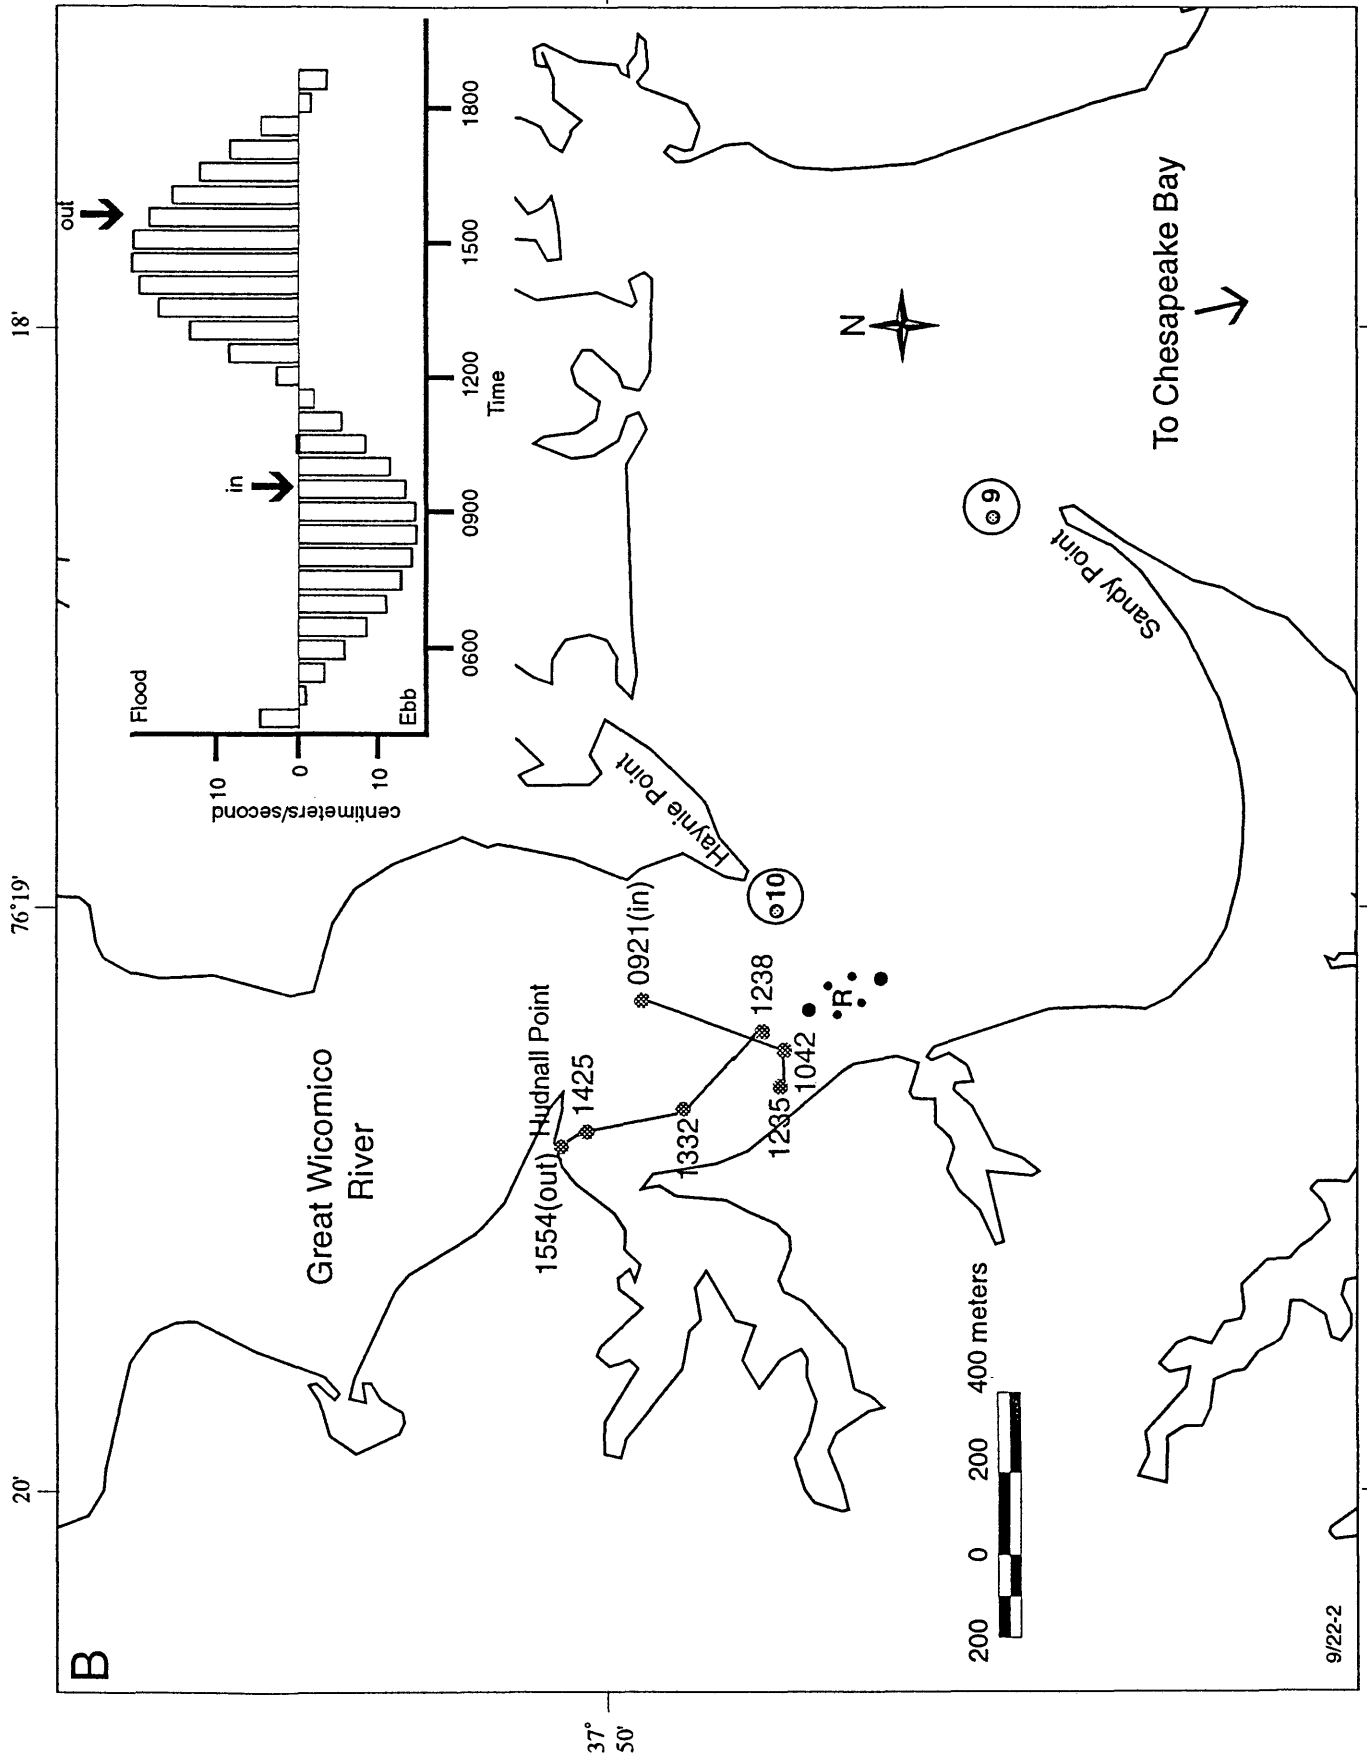 B
20'
76°19'
18'
37°
50'
Great Wicomico
River
Flood
Ebb
centimeters/second
10
0
10
0600
0900
1200
1500
1800
Time
in
out
Hudnall Point
1554(out)
1425
1332
1235
1042
1238
0921(in)
Haynie Point
10
R
9
Sandy Point
N
To Chesapeake Bay
200
0
200
400 meters
9/22-2